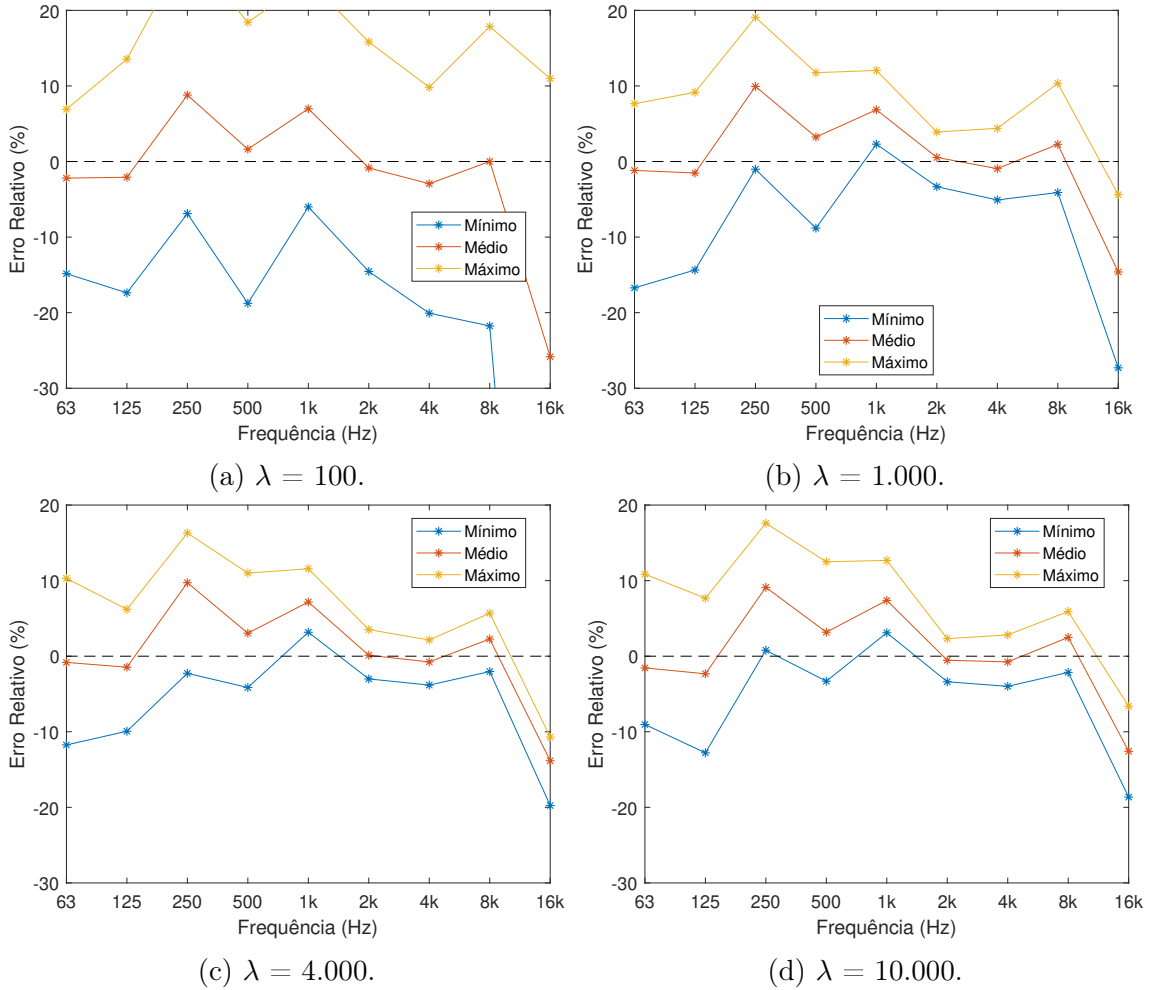 20
10
0
-10
-20
-30
Erro Relativo (%)
Mínimo
Médio
Máximo
63 125 250 500 1k 2k 4k 8k 16k
Frequência (Hz)
(a) λ = 100.
20
10
0
-10
-20
-30
Erro Relativo (%)
Mínimo
Médio
Máximo
63 125 250 500 1k 2k 4k 8k 16k
Frequência (Hz)
(b) λ = 1.000.
20
10
0
-10
-20
-30
Erro Relativo (%)
Mínimo
Médio
Máximo
63 125 250 500 1k 2k 4k 8k 16k
Frequência (Hz)
(c) λ = 4.000.
20
10
0
-10
-20
-30
Erro Relativo (%)
Mínimo
Médio
Máximo
63 125 250 500 1k 2k 4k 8k 16k
Frequência (Hz)
(d) λ = 10.000.